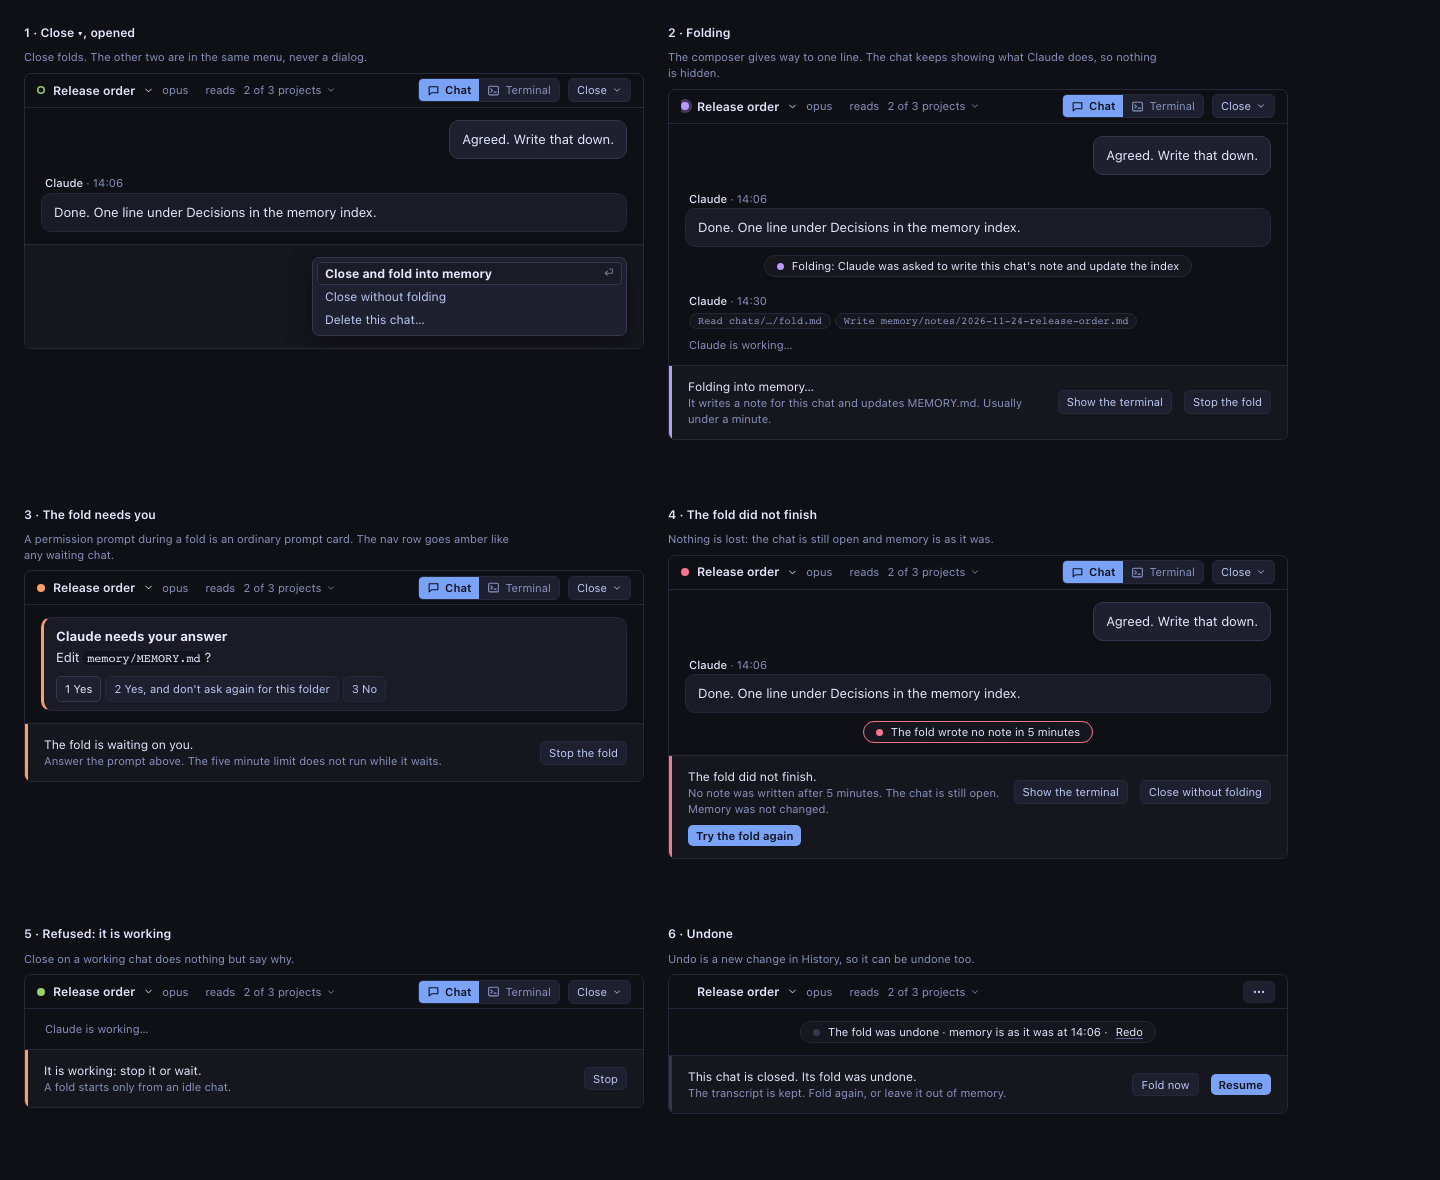 1 · Close ▾, opened
Close folds. The other two are in the same menu, never a dialog.
Release order opus reads 2 of 3 projects Chat Terminal Close
Agreed. Write that down.
Claude · 14:06
Done. One line under Decisions in the memory index.
Close and fold into memory
Close without folding
Delete this chat...
2 · Folding
The composer gives way to one line. The chat keeps showing what Claude does, so nothing
is hidden.
Release order opus reads 2 of 3 projects Chat Terminal Close
Agreed. Write that down.
Claude · 14:06
Done. One line under Decisions in the memory index.
Folding: Claude was asked to write this chat's note and update the index
Claude · 14:30
Read chats/…/fold.md Write memory/notes/2026-11-24-release-order.md
Claude is working...
Folding into memory...
It writes a note for this chat and updates MEMORY.md. Usually
under a minute.
Show the terminal Stop the fold
3 · The fold needs you
A permission prompt during a fold is an ordinary prompt card. The nav row goes amber like
any waiting chat.
Release order opus reads 2 of 3 projects Chat Terminal Close
Claude needs your answer
Edit memory/MEMORY.md ?
1 Yes 2 Yes, and don't ask again for this folder 3 No
The fold is waiting on you.
Answer the prompt above. The five minute limit does not run while it waits.
Stop the fold
4 · The fold did not finish
Nothing is lost: the chat is still open and memory is as it was.
Release order opus reads 2 of 3 projects Chat Terminal Close
Agreed. Write that down.
Claude · 14:06
Done. One line under Decisions in the memory index.
The fold wrote no note in 5 minutes
The fold did not finish.
No note was written after 5 minutes. The chat is still open.
Memory was not changed.
Show the terminal Close without folding
Try the fold again
5 · Refused: it is working
Close on a working chat does nothing but say why.
Release order opus reads 2 of 3 projects Chat Terminal Close
Claude is working...
It is working: stop it or wait.
A fold starts only from an idle chat.
Stop
6 · Undone
Undo is a new change in History, so it can be undone too.
Release order opus reads 2 of 3 projects ...
The fold was undone · memory is as it was at 14:06 · Redo
This chat is closed. Its fold was undone.
The transcript is kept. Fold again, or leave it out of memory.
Fold now Resume